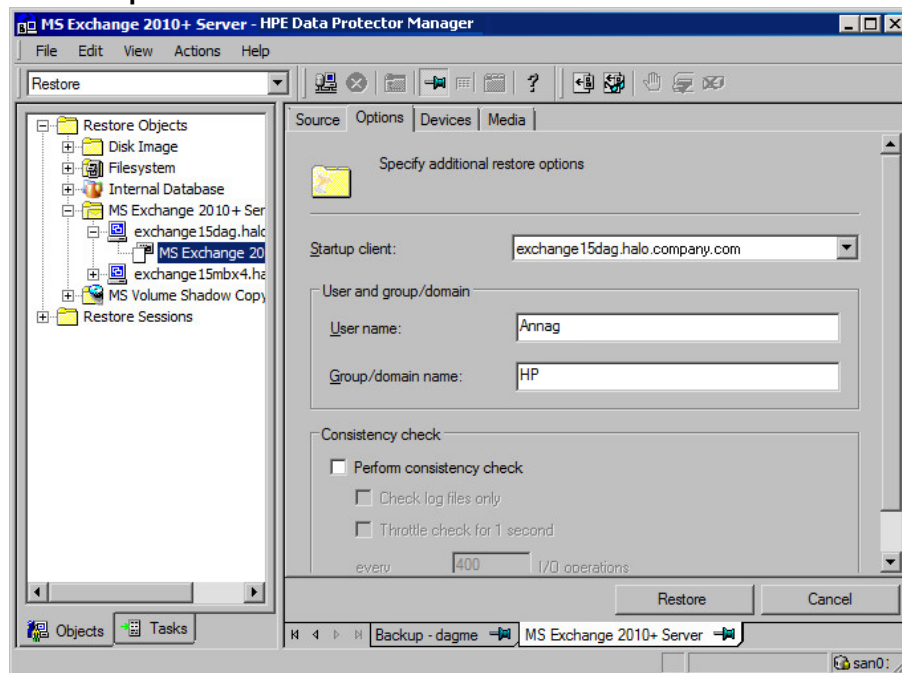 MS Exchange 2010+ Server - HPE Data Protector Manager
File Edit View Actions Help
Restore
?
Restore Objects
Disk Image
Filesystem
Internal Database
MS Exchange 2010+ Ser
exchange15dag.halo
MS Exchange 20
exchange15mbx4.ha
MS Volume Shadow Copy
Restore Sessions
Objects Tasks
Source Options Devices Media
Specify additional restore options
Startup client: exchange15dag.halo.company.com
User and group/domain
User name: Annag
Group/domain name: HP
Consistency check
Perform consistency check
Check log files only
Throttle check for 1 second
every 400 I/O operations
Restore Cancel
Backup - dagme MS Exchange 2010+ Server